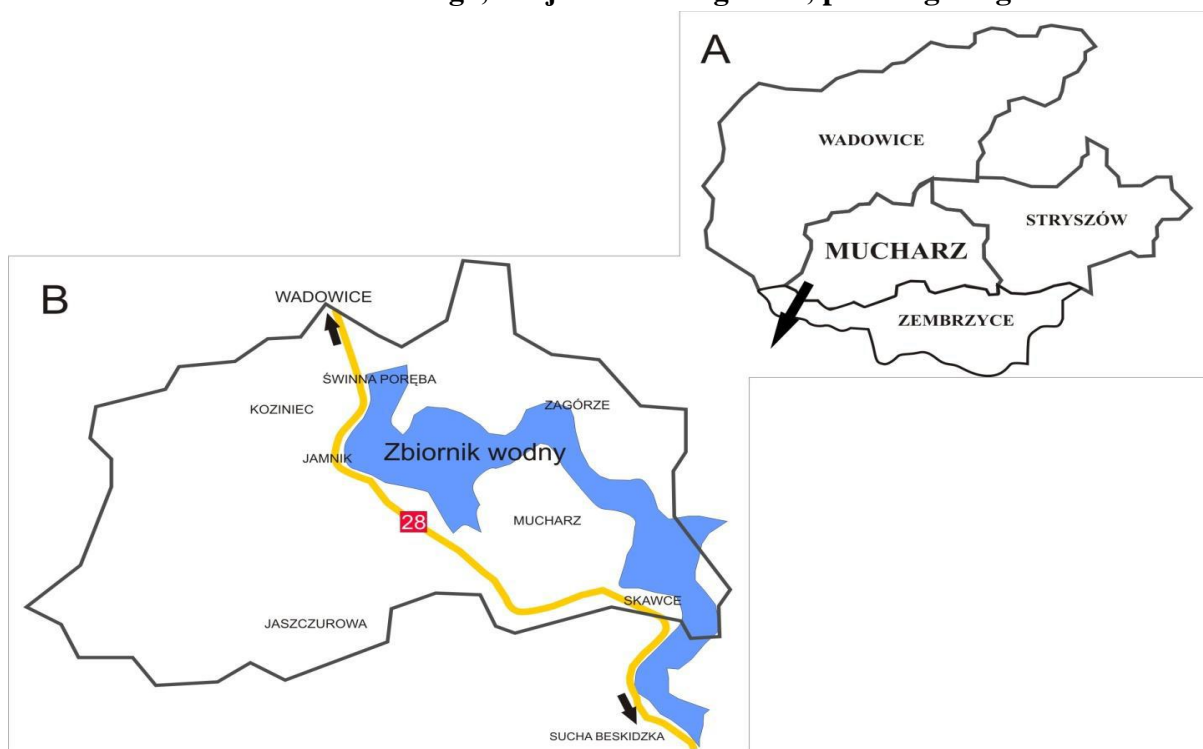 A
WADOWICE
STRYSZÓW
MUCHARZ
ZEMBRZYCE
B
WADOWICE
ŚWINNA PORĘBA
KOZINIEC
ZAGÓRZE
JAMNIK
Zbiornik wodny
MUCHARZ
28
SKAWCE
JASZCZUROWA
SUCHA BESKIDZKA